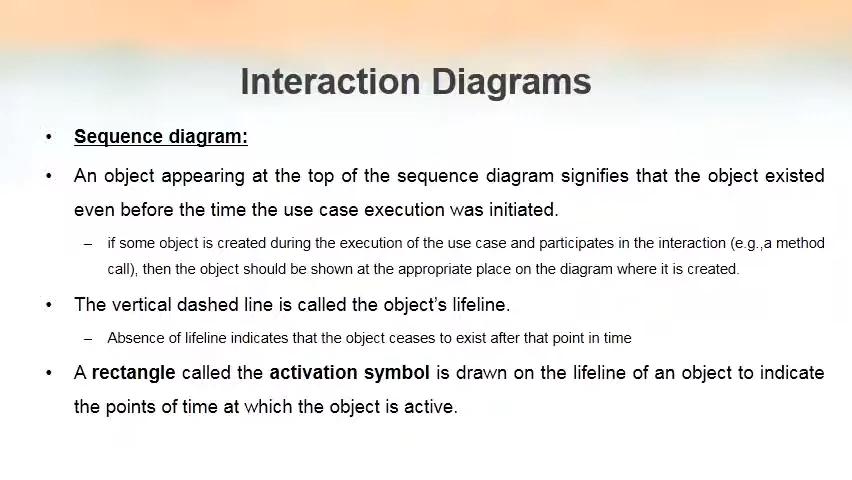 Interaction Diagrams
• Sequence diagram:
• An object appearing at the top of the sequence diagram signifies that the object existed
even before the time the use case execution was initiated.
– if some object is created during the execution of the use case and participates in the interaction (e.g.,a method
call), then the object should be shown at the appropriate place on the diagram where it is created.
• The vertical dashed line is called the object’s lifeline.
– Absence of lifeline indicates that the object ceases to exist after that point in time
• A rectangle called the activation symbol is drawn on the lifeline of an object to indicate
the points of time at which the object is active.